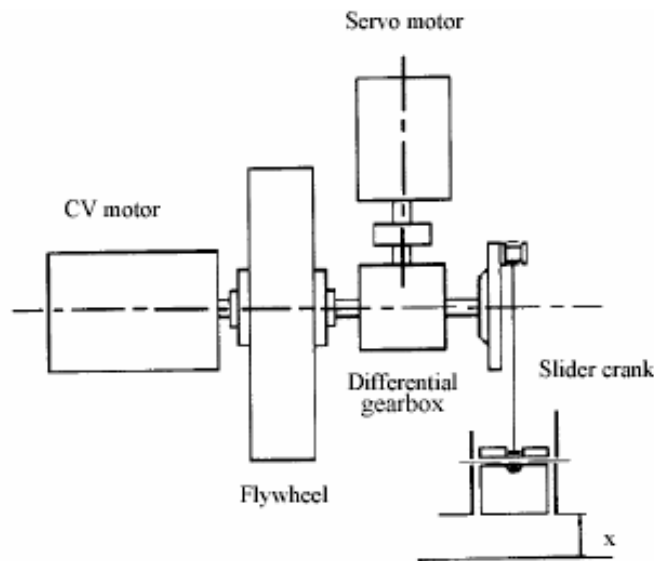 Servo motor
CV motor
Differential
gearbox
Slider crank
Flywheel
x